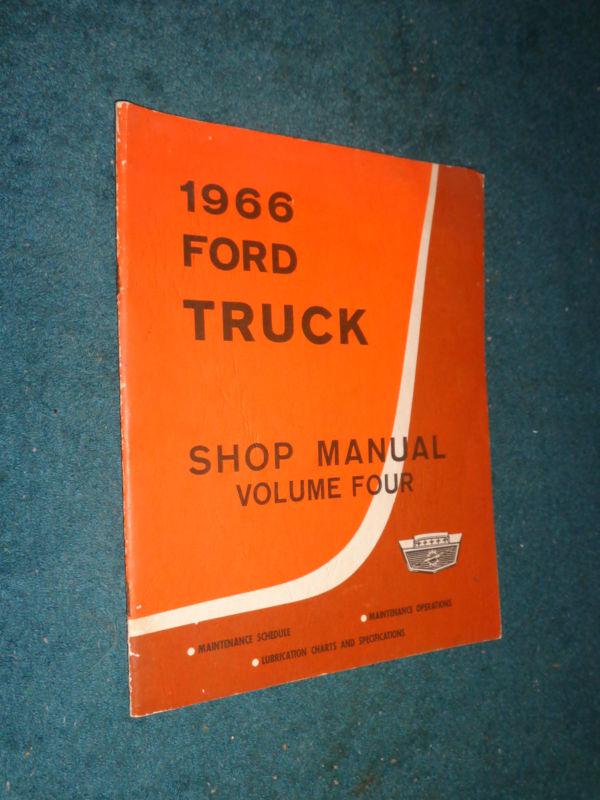 1966
FORD
TRUCK
SHOP MANUAL
VOLUME FOUR
• MAINTENANCE SCHEDULE
• MAINTENANCE OPERATIONS
• LUBRICATION CHARTS AND SPECIFICATIONS